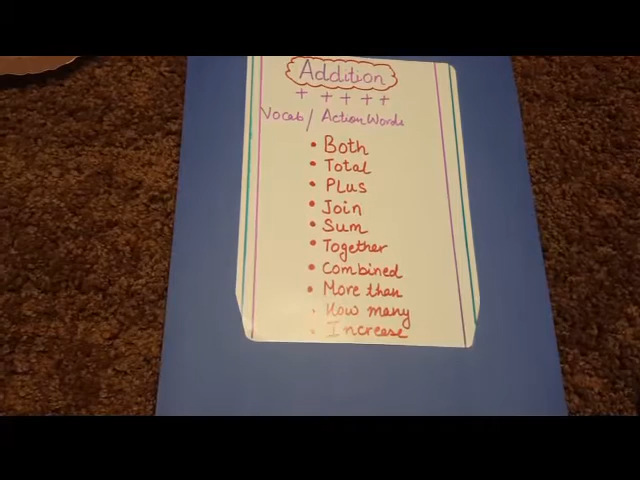 Addition
+ + + + +
Vocab/ Action Words
• Both
• Total
• Plus
• Join
• Sum
• Together
• Combined
• More than
• How many
• Increase